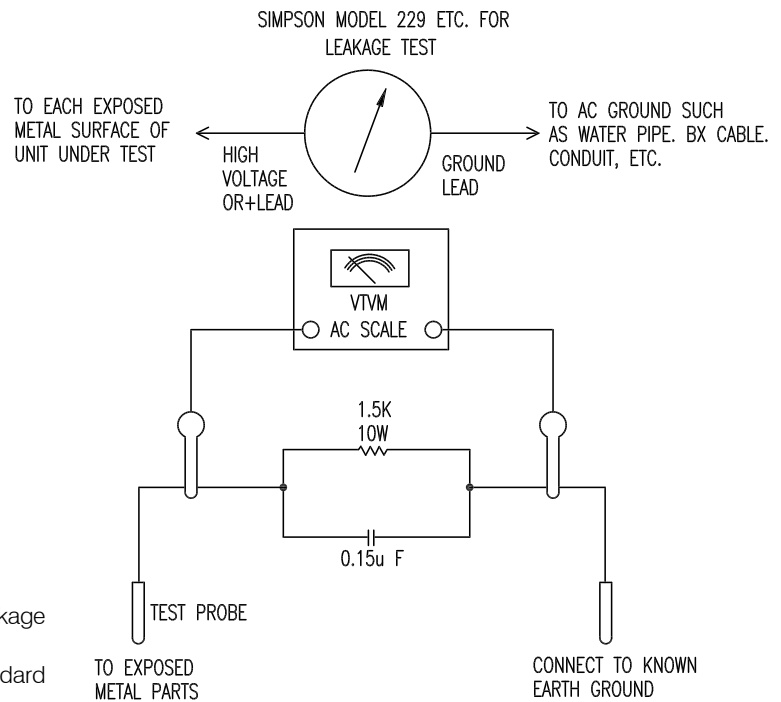 SIMPSON MODEL 229 ETC. FOR
LEAKAGE TEST
TO EACH EXPOSED
METAL SURFACE OF
UNIT UNDER TEST
HIGH
VOLTAGE
OR+LEAD
GROUND
LEAD
TO AC GROUND SUCH
AS WATER PIPE. BX CABLE.
CONDUIT, ETC.
VTVM
AC SCALE
1.5K
10W
0.15u F
TEST PROBE
TO EXPOSED
METAL PARTS
CONNECT TO KNOWN
EARTH GROUND